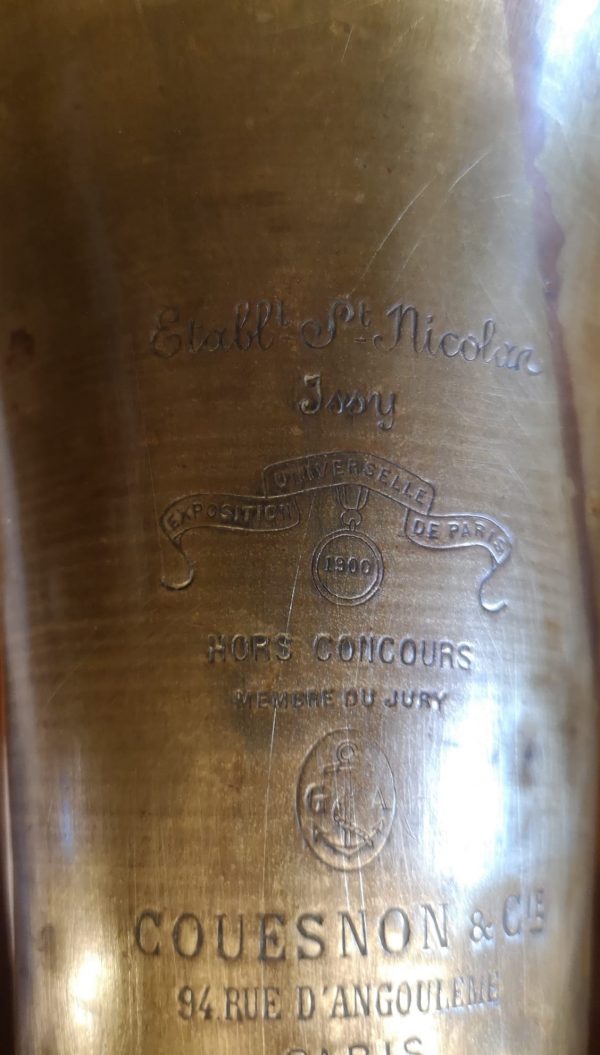 Etablt St Nicolas
Issy
EXPOSITION UNIVERSELLE DE PARIS
1900
HORS CONCOURS
MEMBRE DU JURY
G A
COUESNON & CIE
94.RUE D'ANGOULEME
PARIS